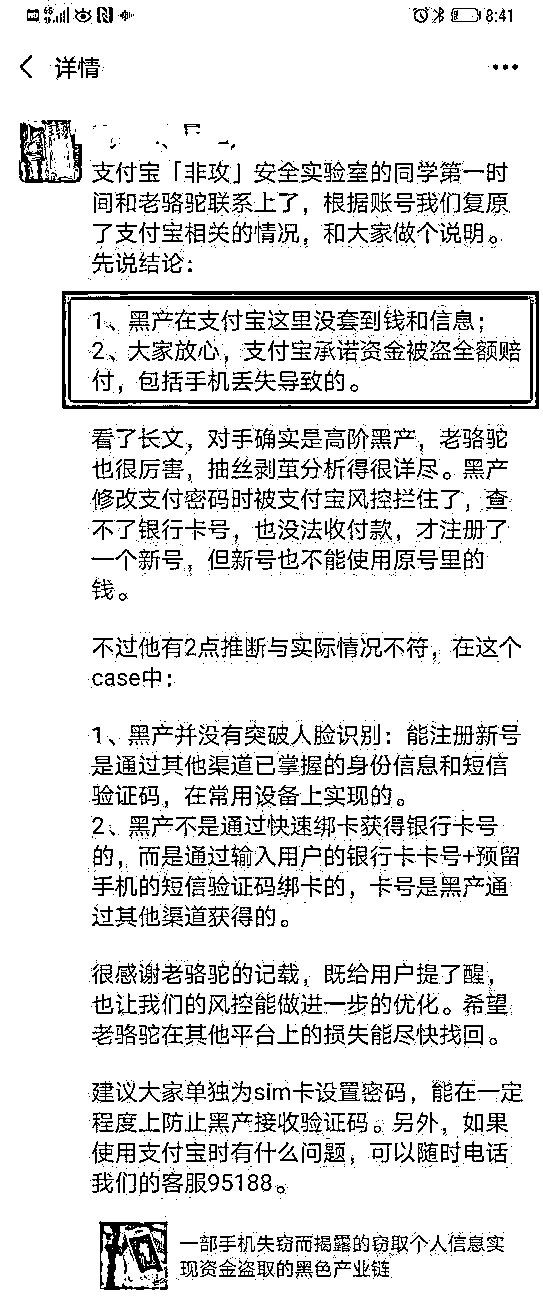 8:41
详情
支付宝「非攻」安全实验室的同学第一时
间和老骆驼联系上了，根据账号我们复原
了支付宝相关的情况，和大家做个说明。
先说结论：
1、黑产在支付宝这里没套到钱和信息；
2、大家放心，支付宝承诺资金被盗全额赔
付，包括手机丢失导致的。
看了长文，对手确实是高阶黑产，老骆驼
也很厉害，抽丝剥茧分析得很详尽。黑产
修改支付密码时被支付宝风控拦住了，查
不了银行卡号，也没法收付款，才注册了
一个新号，但新号也不能使用原号里的
钱。
不过他有2点推断与实际情况不符，在这个
case中：
1、黑产并没有突破人脸识别：能注册新号
是通过其他渠道已掌握的身份信息和短信
验证码，在常用设备上实现的。
2、黑产不是通过快速绑卡获得银行卡号
的，而是通过输入用户的银行卡卡号+预留
手机的短信验证码绑卡的，卡号是黑产通
过其他渠道获得的。
很感谢老骆驼的记载，既给用户提了醒，
也让我们的风控能做进一步的优化。希望
老骆驼在其他平台上的损失能尽快找回。
建议大家单独为sim卡设置密码，能在一定
程度上防止黑产接收验证码。另外，如果
使用支付宝时有什么问题，可以随时电话
我们的客服95188。
一部手机失窃而揭露的窃取个人信息实
现资金盗取的黑色产业链